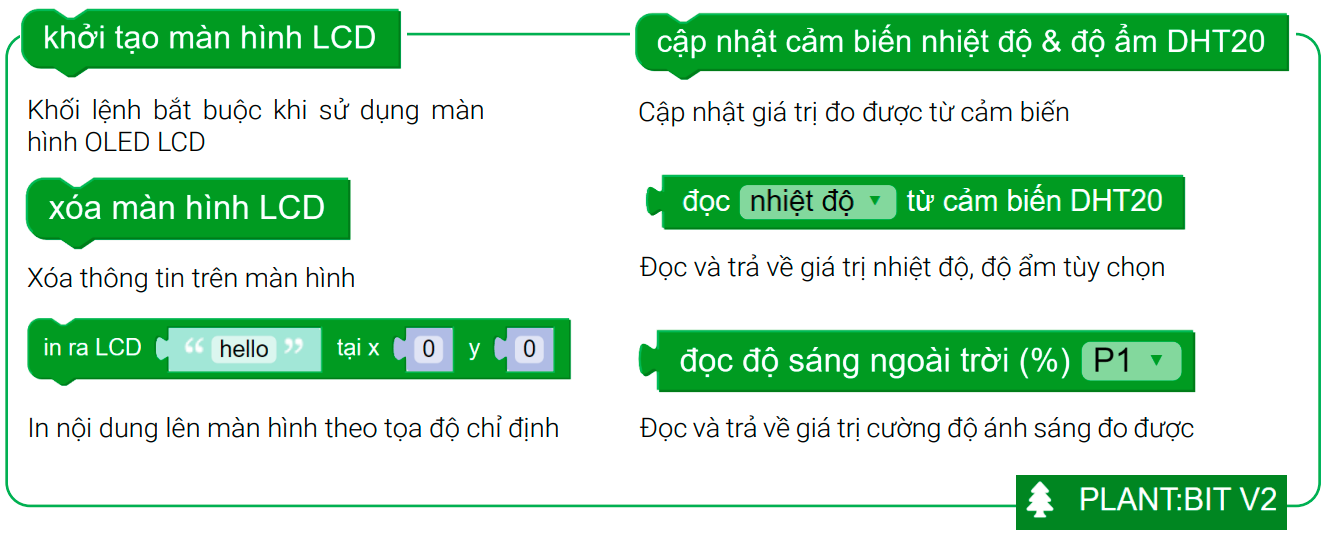 khởi tạo màn hình LCD
Khối lệnh bắt buộc khi sử dụng màn
hình OLED LCD
xóa màn hình LCD
Xóa thông tin trên màn hình
in ra LCD “ hello ” tại x 0 y 0
In nội dung lên màn hình theo tọa độ chỉ định
cập nhật cảm biến nhiệt độ & độ ẩm DHT20
Cập nhật giá trị đo được từ cảm biến
đọc nhiệt độ ▼ từ cảm biến DHT20
Đọc và trả về giá trị nhiệt độ, độ ẩm tùy chọn
đọc độ sáng ngoài trời (%) P1 ▼
Đọc và trả về giá trị cường độ ánh sáng đo được
PLANT:BIT V2